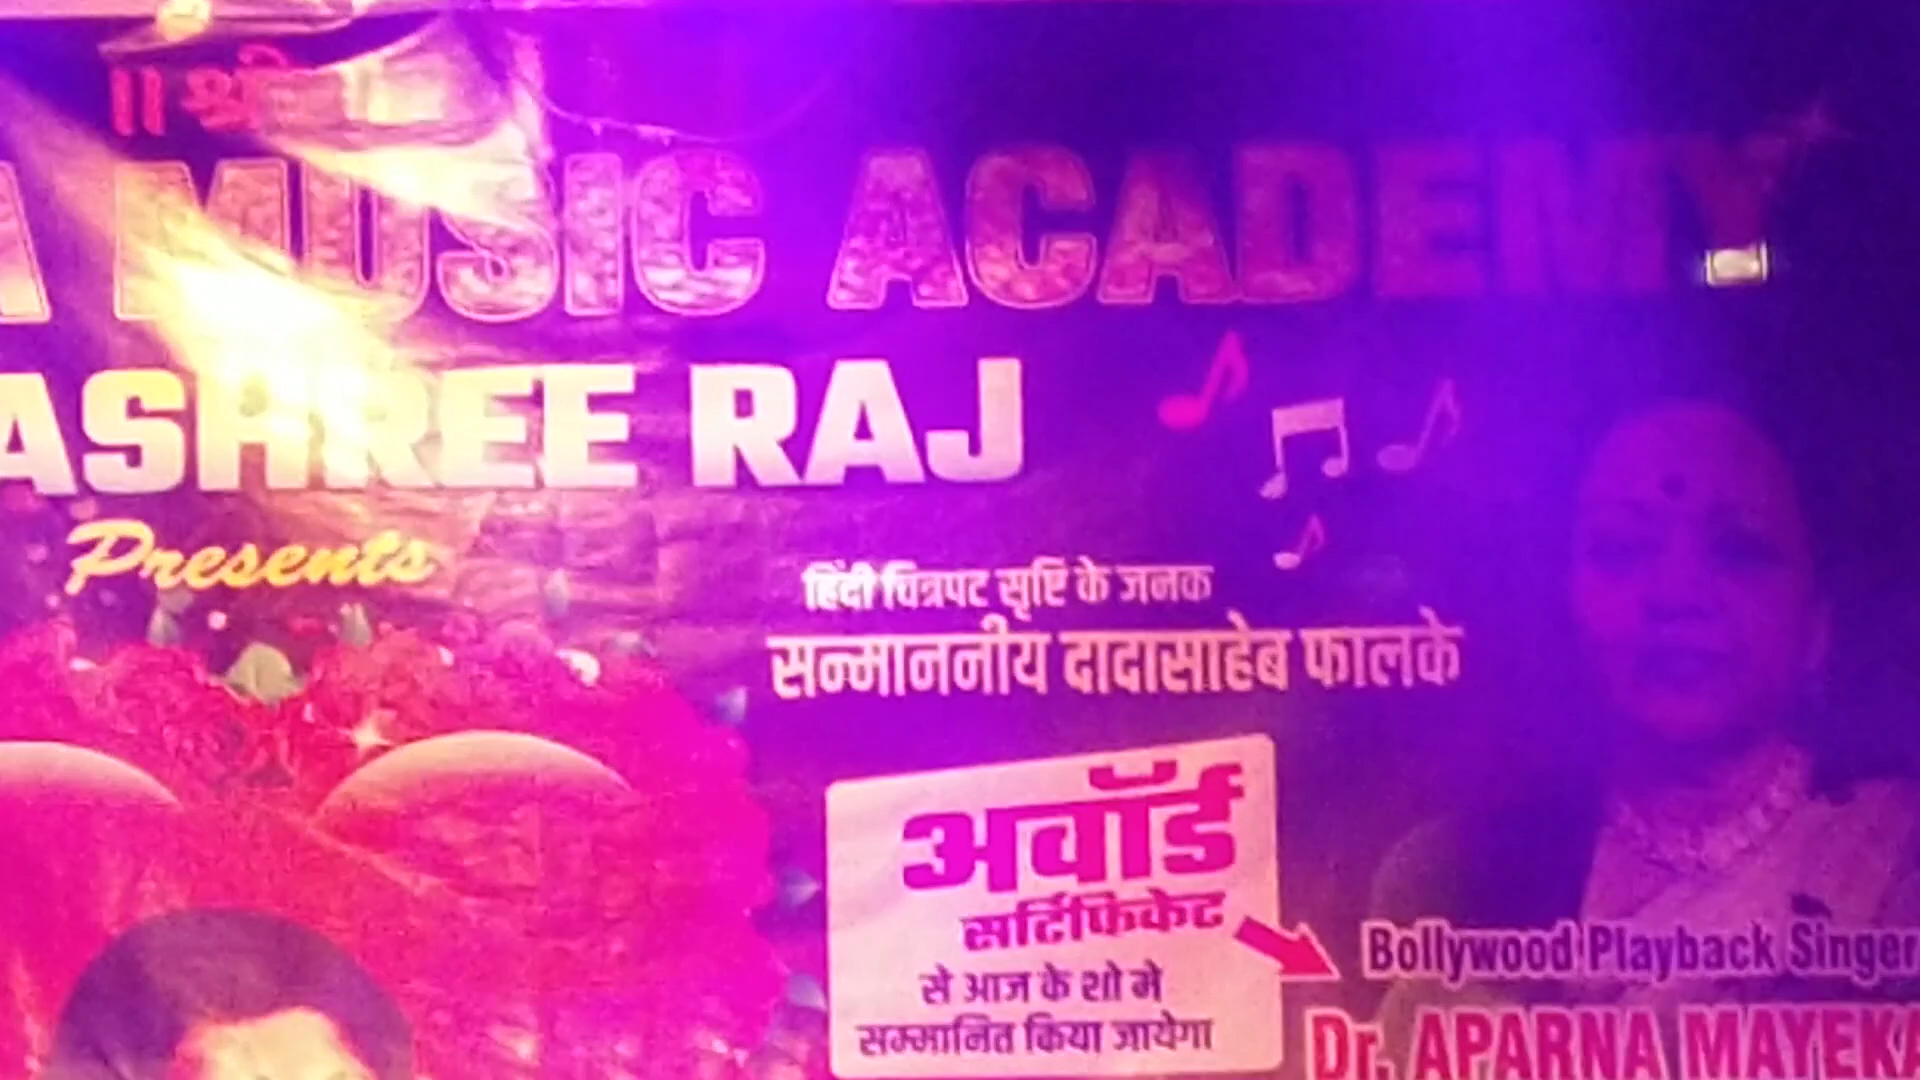 ॥ श्री
A MUSIC ACADEMY
ASHREE RAJ
Presents
हिंदी चित्रपट सृष्टि के जनक
सन्माननीय दादासाहेब फालके
अवॉर्ड
सर्टिफिकेट
से आज के शो मे
सम्मानित किया जायेगा
Bollywood Playback Singer
Dr. APARNA MAYEKA